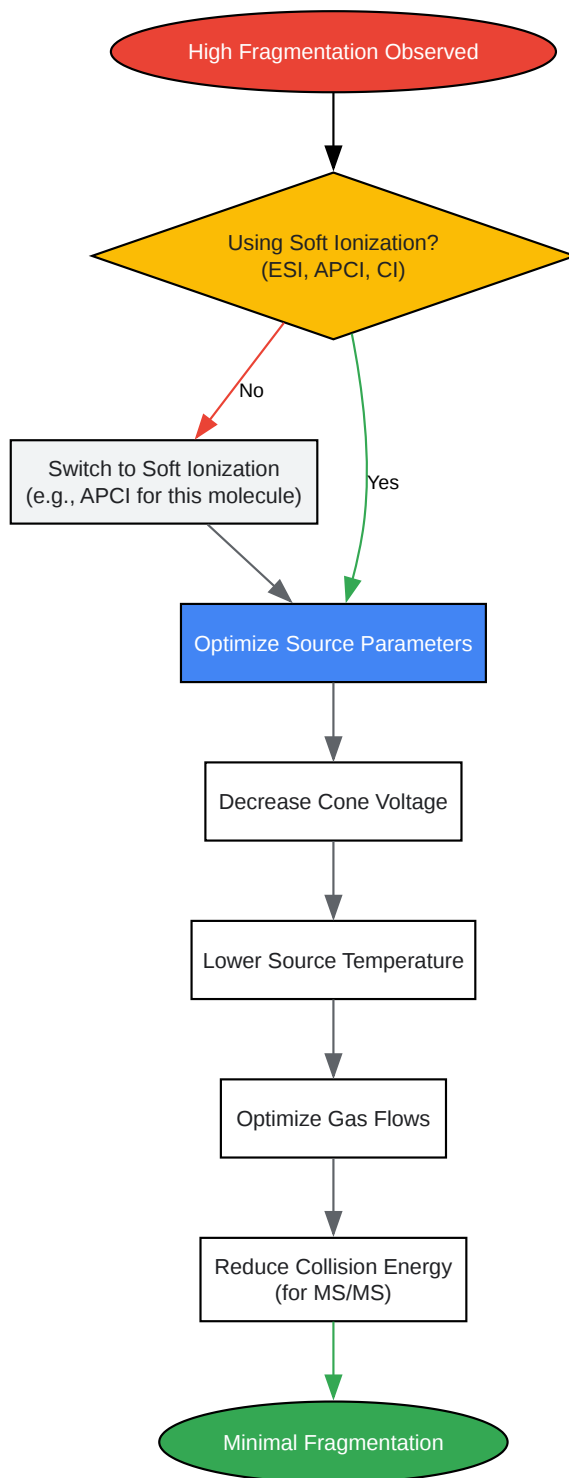 High Fragmentation Observed
Using Soft Ionization?
(ESI, APCI, CI)
No
Switch to Soft Ionization
(e.g., APCI for this molecule)
Yes
Optimize Source Parameters
Decrease Cone Voltage
Lower Source Temperature
Optimize Gas Flows
Reduce Collision Energy
(for MS/MS)
Minimal Fragmentation